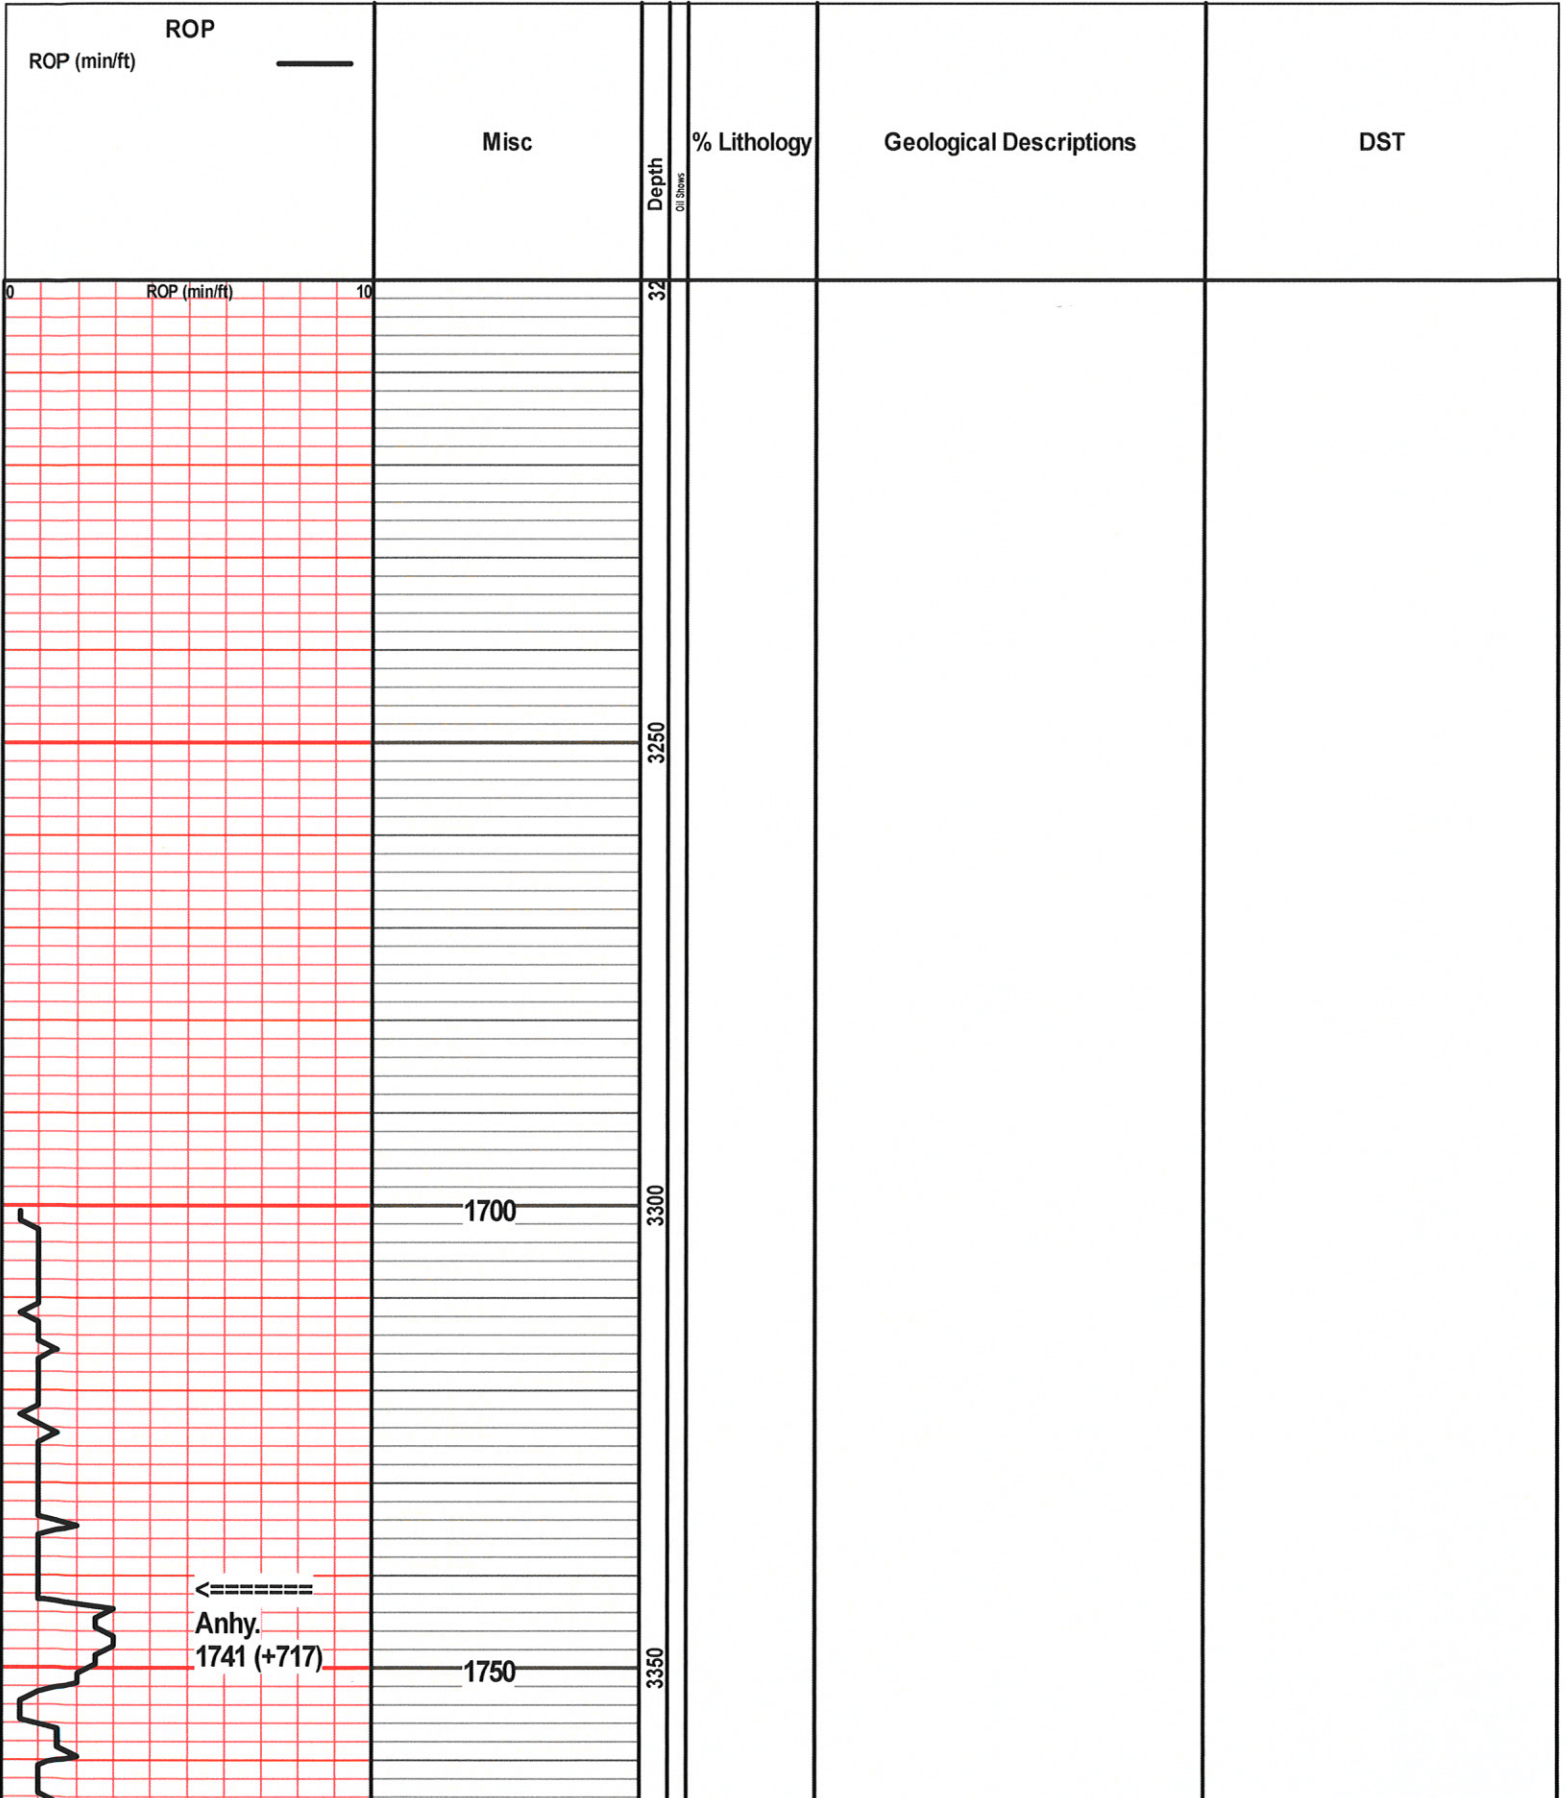 ROP
ROP (min/ft)
Misc
Depth
Oil Shows
% Lithology
Geological Descriptions
DST
0 ROP (min/ft) 10
32
3250
1700
3300
<=======
Anhy.
1741 (+717)
1750
3350